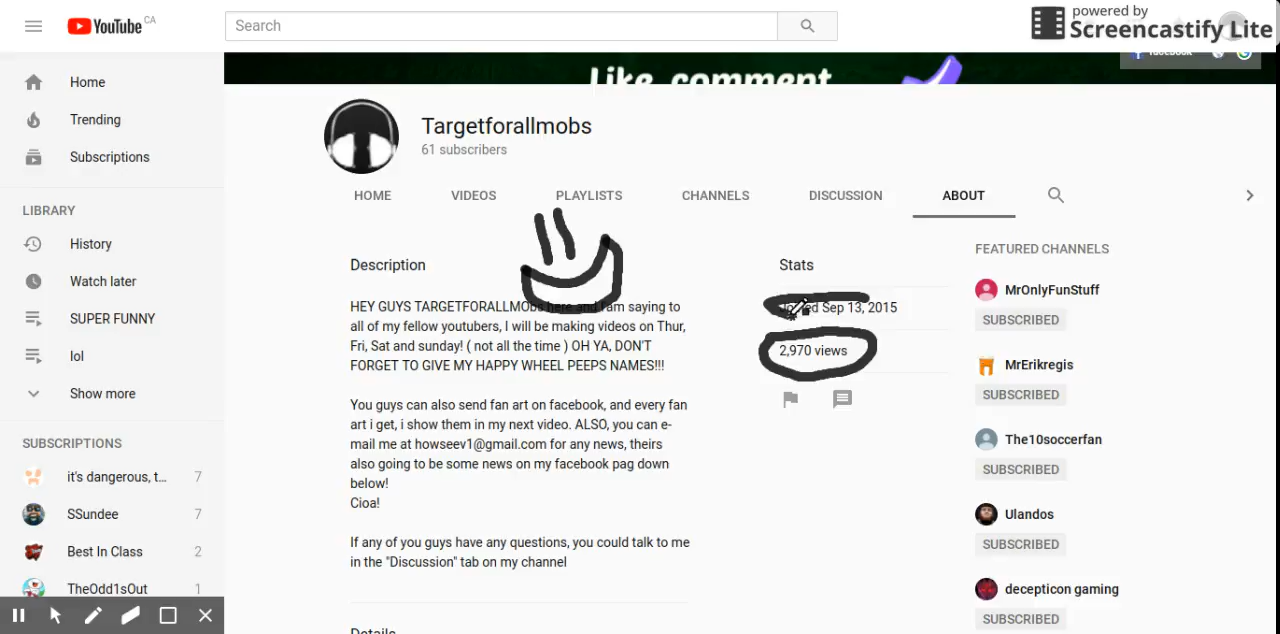 YouTube CA
Search
powered by
Screencastify Lite
facebook
Like, comment
Home
Trending
Subscriptions
LIBRARY
History
Watch later
SUPER FUNNY
lol
Show more
SUBSCRIPTIONS
it's dangerous, t... 7
SSundee 7
Best In Class 2
TheOdd1sOut 1
Targetforallmobs
61 subscribers
HOME VIDEOS PLAYLISTS CHANNELS DISCUSSION ABOUT
Description
HEY GUYS TARGETFORALLMObs here and I am saying to
all of my fellow youtubers, I will be making videos on Thur,
Fri, Sat and sunday! ( not all the time ) OH YA, DON'T
FORGET TO GIVE MY HAPPY WHEEL PEEPS NAMES!!!
You guys can also send fan art on facebook, and every fan
art i get, i show them in my next video. ALSO, you can e-
mail me at howseev1@gmail.com for any news, theirs
also going to be some news on my facebook pag down
below!
Cioa!
If any of you guys have any questions, you could talk to me
in the "Discussion" tab on my channel
Details
Stats
Joined Sep 13, 2015
2,970 views
FEATURED CHANNELS
MrOnlyFunStuff
SUBSCRIBED
MrErikregis
SUBSCRIBED
The10soccerfan
SUBSCRIBED
Ulandos
SUBSCRIBED
decepticon gaming
SUBSCRIBED